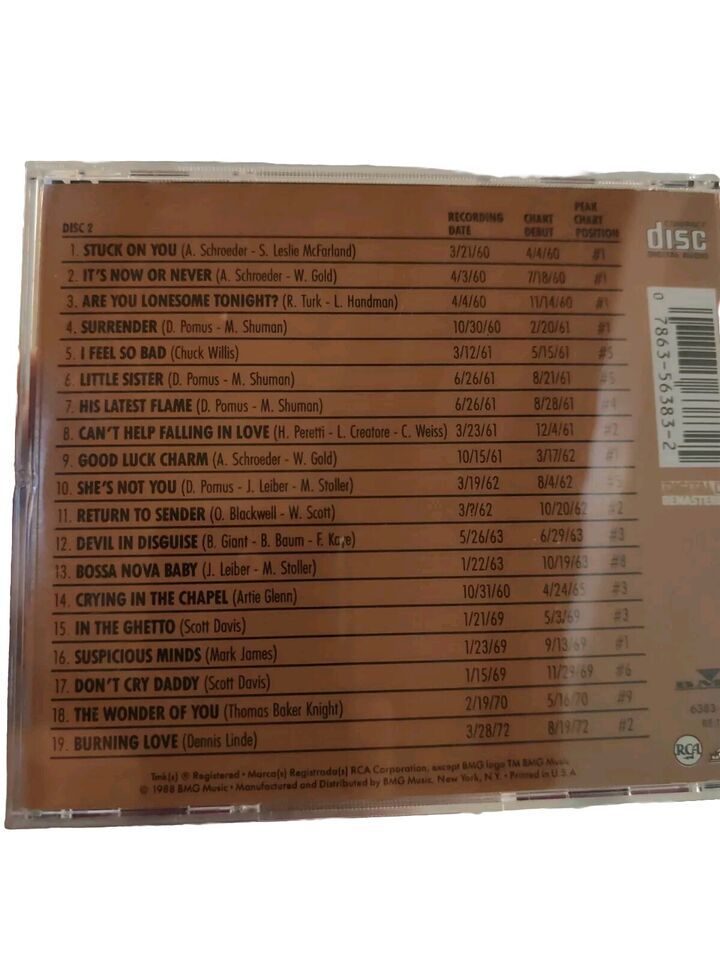 DISC 2
RECORDING DATE
CHART DEBUT
PEAK CHART POSITION
1. STUCK ON YOU (A. Schroeder - S. Leslie McFarland) 3/21/60 4/4/60 #1
2. IT'S NOW OR NEVER (A. Schroeder - W. Gold) 4/3/60 7/18/60 #1
3. ARE YOU LONESOME TONIGHT? (R. Turk - L. Handman) 4/4/60 11/14/60 #1
4. SURRENDER (D. Pomus - M. Shuman) 10/30/60 2/20/61 #1
5. I FEEL SO BAD (Chuck Willis) 3/12/61 5/15/61 #5
6. LITTLE SISTER (D. Pomus - M. Shuman) 6/26/61 8/21/61 #5
7. HIS LATEST FLAME (D. Pomus - M. Shuman) 6/26/61 8/28/61 #4
8. CAN'T HELP FALLING IN LOVE (H. Peretti - L. Creatore - C. Weiss) 3/23/61 12/4/61 #2
9. GOOD LUCK CHARM (A. Schroeder - W. Gold) 10/15/61 3/17/62 #1
10. SHE'S NOT YOU (D. Pomus - J. Leiber - M. Stoller) 3/19/62 8/4/62 #5
11. RETURN TO SENDER (O. Blackwell - W. Scott) 3/?/62 10/20/62 #2
12. DEVIL IN DISGUISE (B. Giant - B. Baum - F. Kaye) 5/26/63 6/29/63 #3
13. BOSSA NOVA BABY (J. Leiber - M. Stoller) 1/22/63 10/19/63 #8
14. CRYING IN THE CHAPEL (Artie Glenn) 10/31/60 4/24/65 #3
15. IN THE GHETTO (Scott Davis) 1/21/69 5/3/69 #3
16. SUSPICIOUS MINDS (Mark James) 1/23/69 9/13/69 #1
17. DON'T CRY DADDY (Scott Davis) 1/15/69 11/29/69 #6
18. THE WONDER OF YOU (Thomas Baker Knight) 2/19/70 5/16/70 #9
19. BURNING LOVE (Dennis Linde) 3/28/72 8/19/72 #2
Tmk(s) ® Registered • Marca(s) Registrada(s) RCA Corporation, except BMG logo TM BMG Music
© 1988 BMG Music • Manufactured and Distributed by BMG Music, New York, N.Y. • Printed in U.S.A.
COMPACT
disc
DIGITAL AUDIO
0 7863-56383-2
REMASTER
6383
RCA